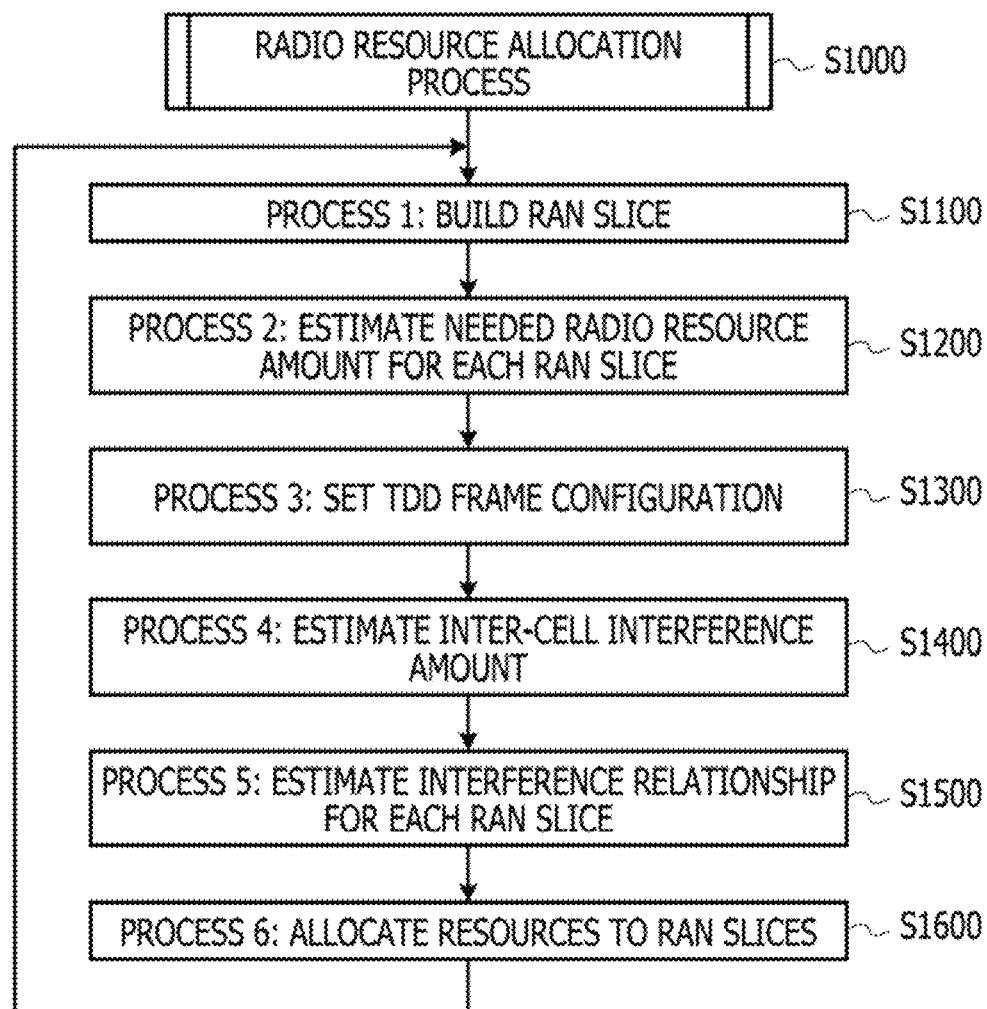 RADIO RESOURCE ALLOCATION
PROCESS
S1000
PROCESS 1: BUILD RAN SLICE
S1100
PROCESS 2: ESTIMATE NEEDED RADIO RESOURCE
AMOUNT FOR EACH RAN SLICE
S1200
PROCESS 3: SET TDD FRAME CONFIGURATION
S1300
PROCESS 4: ESTIMATE INTER-CELL INTERFERENCE
AMOUNT
S1400
PROCESS 5: ESTIMATE INTERFERENCE RELATIONSHIP
FOR EACH RAN SLICE
S1500
PROCESS 6: ALLOCATE RESOURCES TO RAN SLICES
S1600